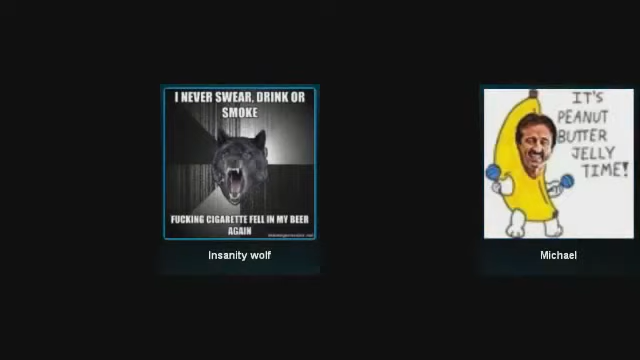 I NEVER SWEAR, DRINK OR
SMOKE
FUCKING CIGARETTE FELL IN MY BEER
AGAIN
Insanity wolf
IT'S
PEANUT
BUTTER
JELLY
TIME!
Michael